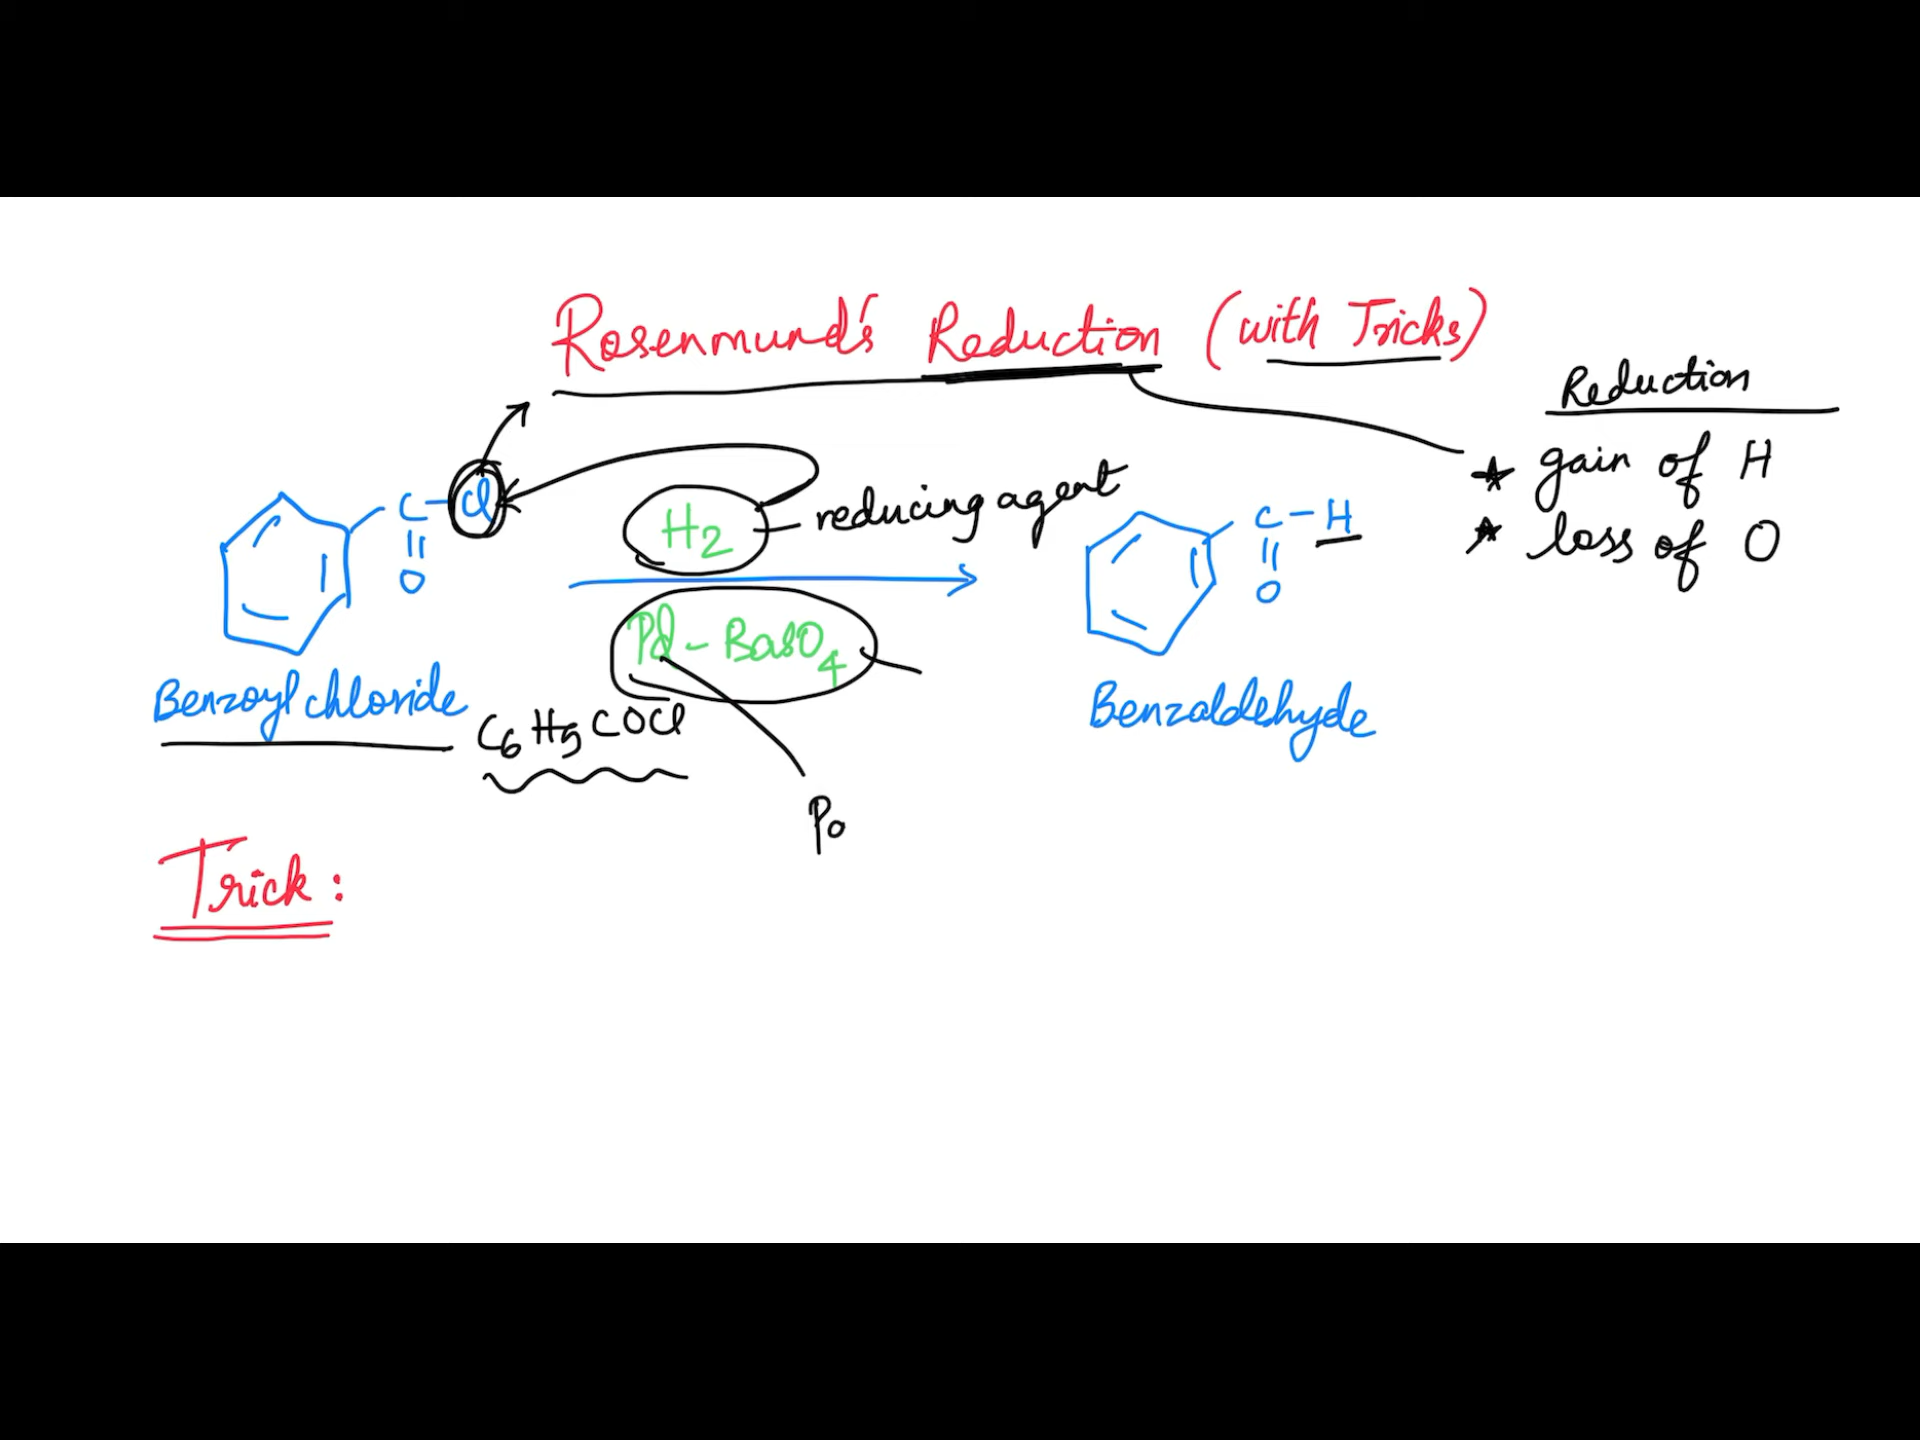 Rosenmund's Reduction (with Tricks)
Reduction
★ gain of H
★ loss of O
C - Cl
O
H2 - reducing agent
Pd - BaSO4
C - H
O
Benzoyl chloride
C6H5COCl
Benzaldehyde
Pa
Trick: